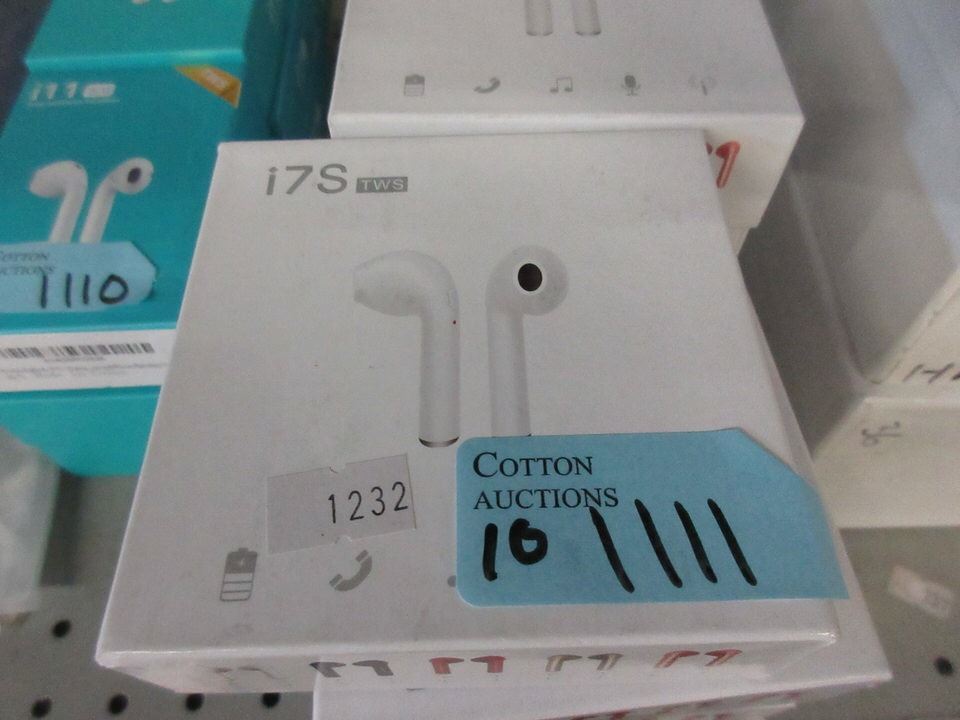 i7S TWS
1232
COTTON
AUCTIONS
10 1111
COTTON
AUCTIONS
1110